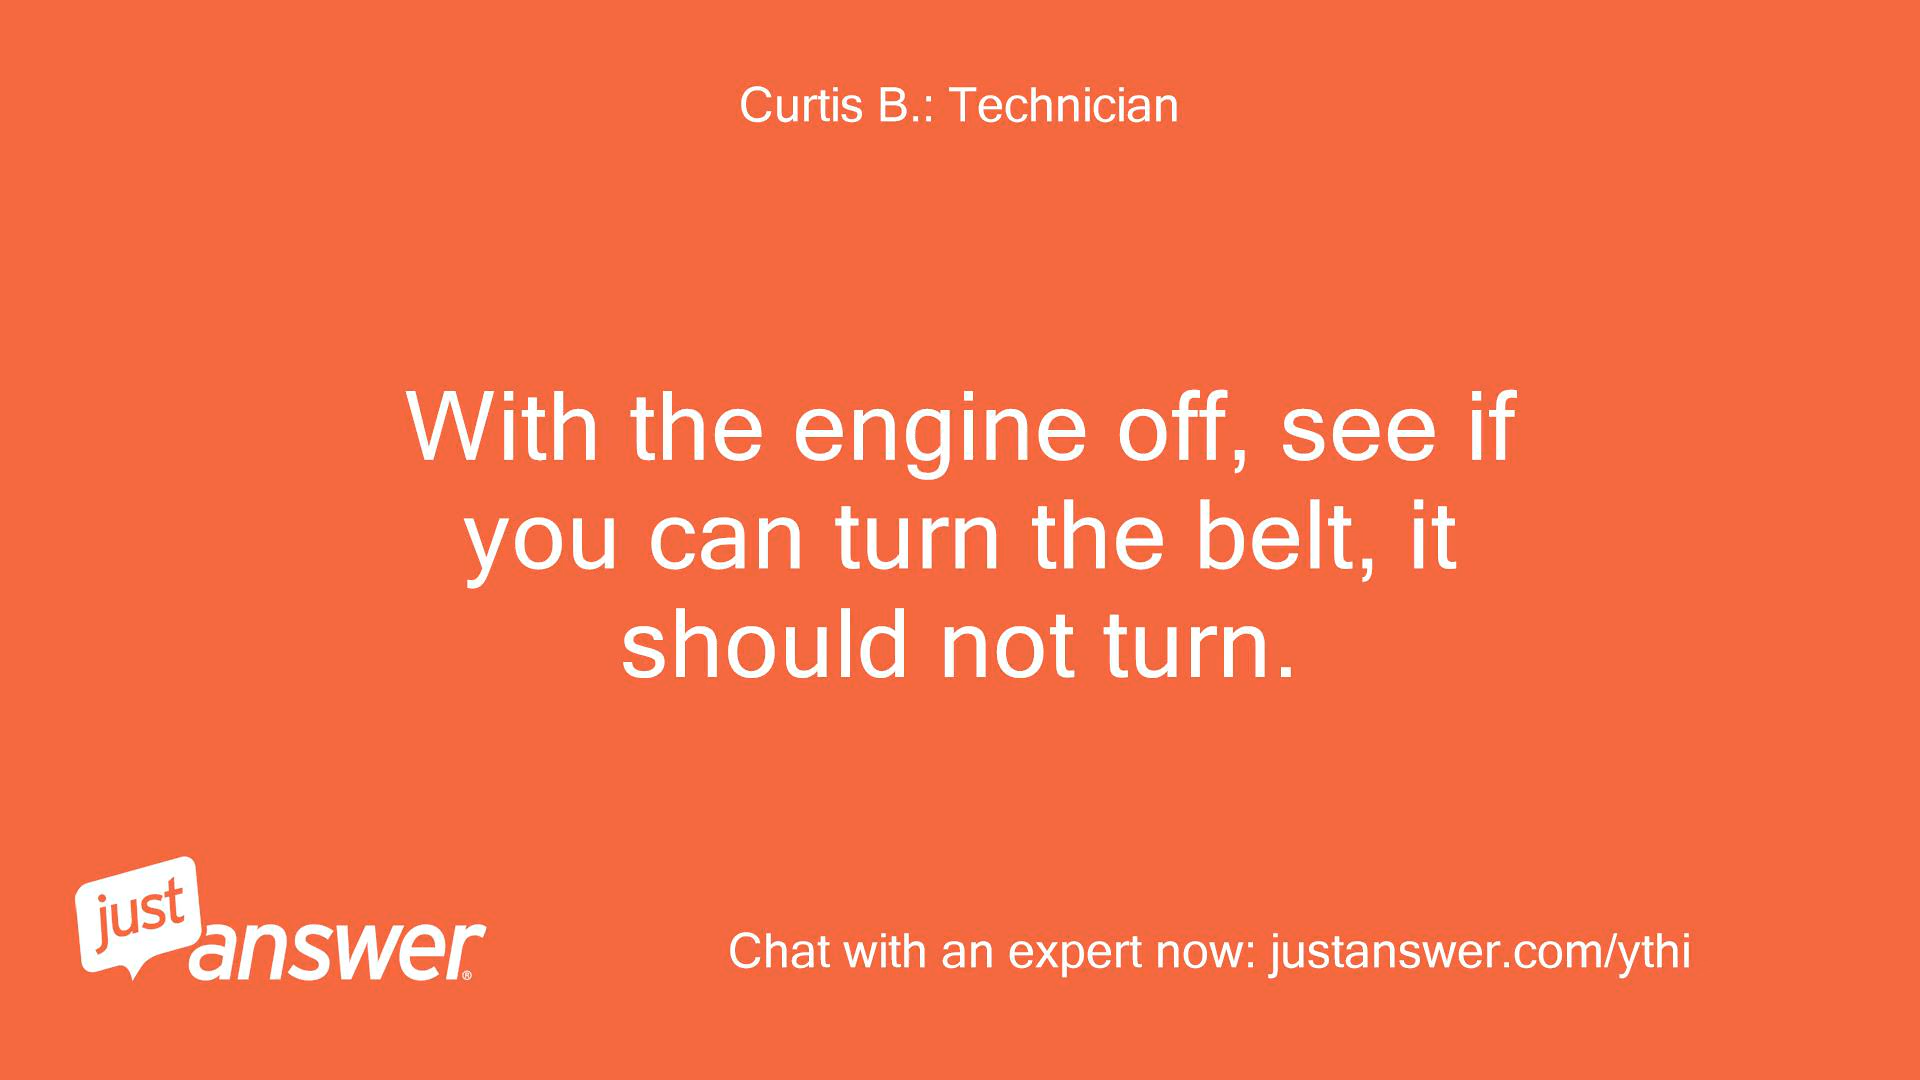 Curtis B.: Technician
With the engine off, see if
you can turn the belt, it
should not turn.
just
answer®
Chat with an expert now: justanswer.com/ythi